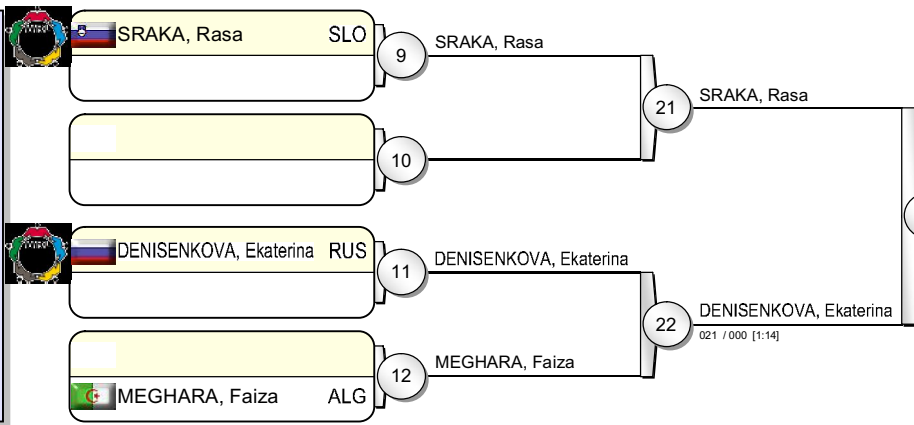 SRAKA, Rasa SLO
9
SRAKA, Rasa
21
SRAKA, Rasa
10
DENISENKOVA, Ekaterina RUS
11
DENISENKOVA, Ekaterina
22
DENISENKOVA, Ekaterina
021 / 000 [1:14]
12
MEGHARA, Faiza
MEGHARA, Faiza ALG